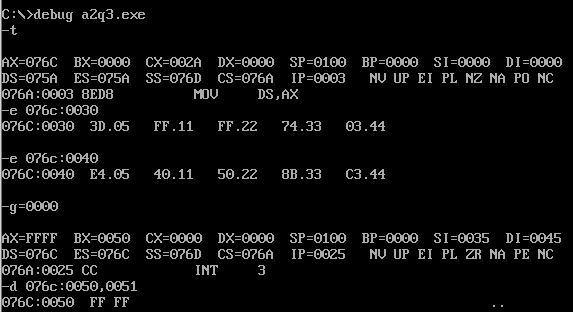 C:\>debug a2q3.exe
-t
AX=076C  BX=0000  CX=002A  DX=0000  SP=0100  BP=0000  SI=0000  DI=0000
DS=075A  ES=075A  SS=076D  CS=076A  IP=0003   NV UP EI PL NZ NA PO NC
076A:0003 8ED8          MOV     DS,AX
-e 076c:0030
076C:0030  3D.05   FF.11   FF.22   74.33   03.44
-e 076c:0040
076C:0040  E4.05   40.11   50.22   8B.33   C3.44
-g=0000
AX=FFFF  BX=0050  CX=0000  DX=0000  SP=0100  BP=0000  SI=0035  DI=0045
DS=076C  ES=076C  SS=076D  CS=076A  IP=0025   NV UP EI PL ZR NA PE NC
076A:0025 CC            INT     3
-d 076c:0050,0051
076C:0050  FF FF                                             ..